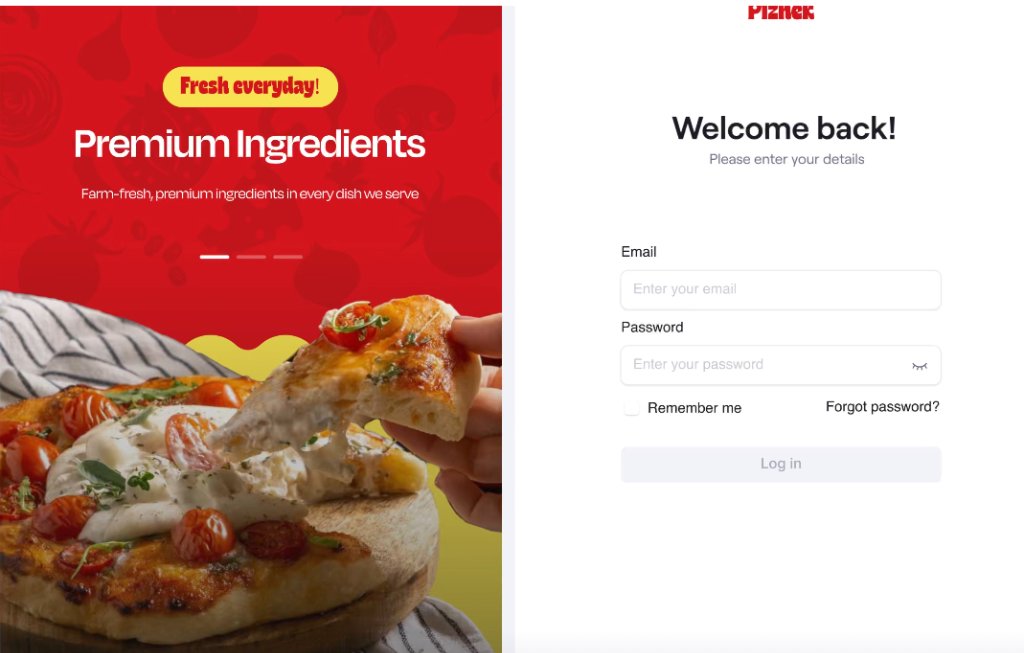 Fresh everyday!
Premium Ingredients
Farm-fresh, premium ingredients in every dish we serve
Pizhek
Welcome back!
Please enter your details
Email
Enter your email
Password
Enter your password
Remember me
Forgot password?
Log in